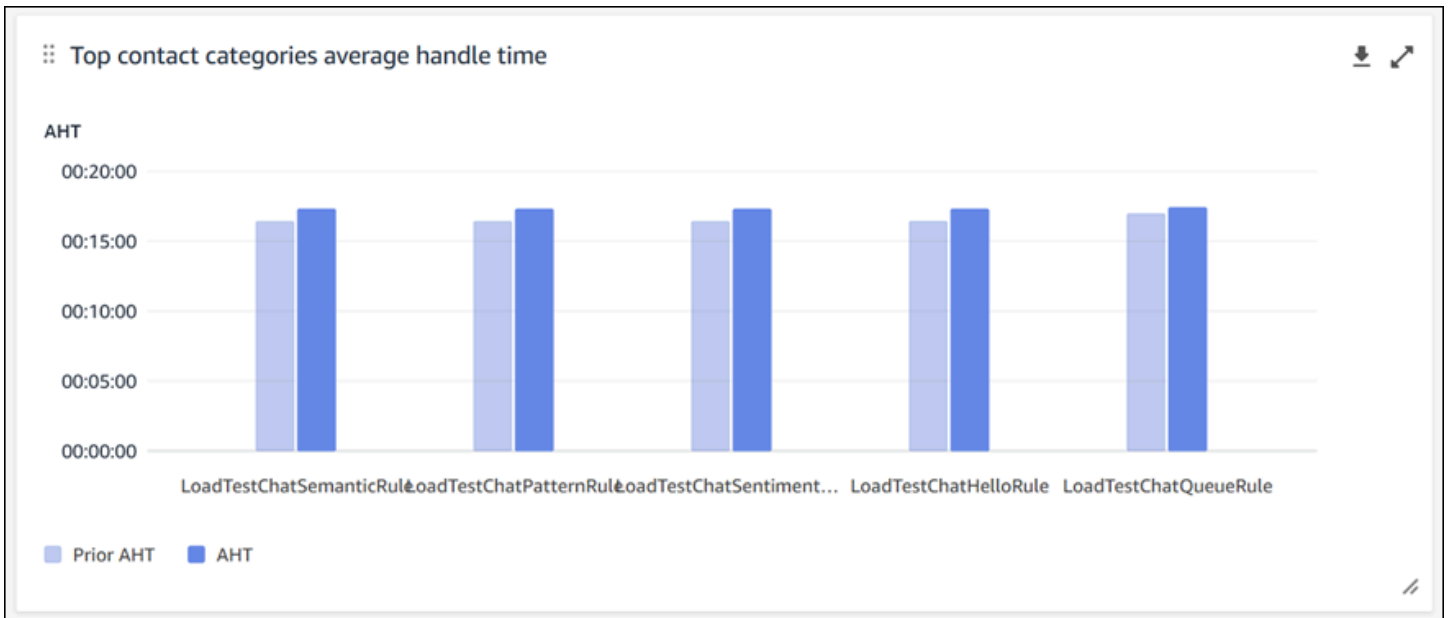 Top contact categories average handle time
AHT
00:20:00
00:15:00
00:10:00
00:05:00
00:00:00
LoadTestChatSemanticRule LoadTestChatPatternRule LoadTestChatSentiment... LoadTestChatHelloRule LoadTestChatQueueRule
Prior AHT AHT